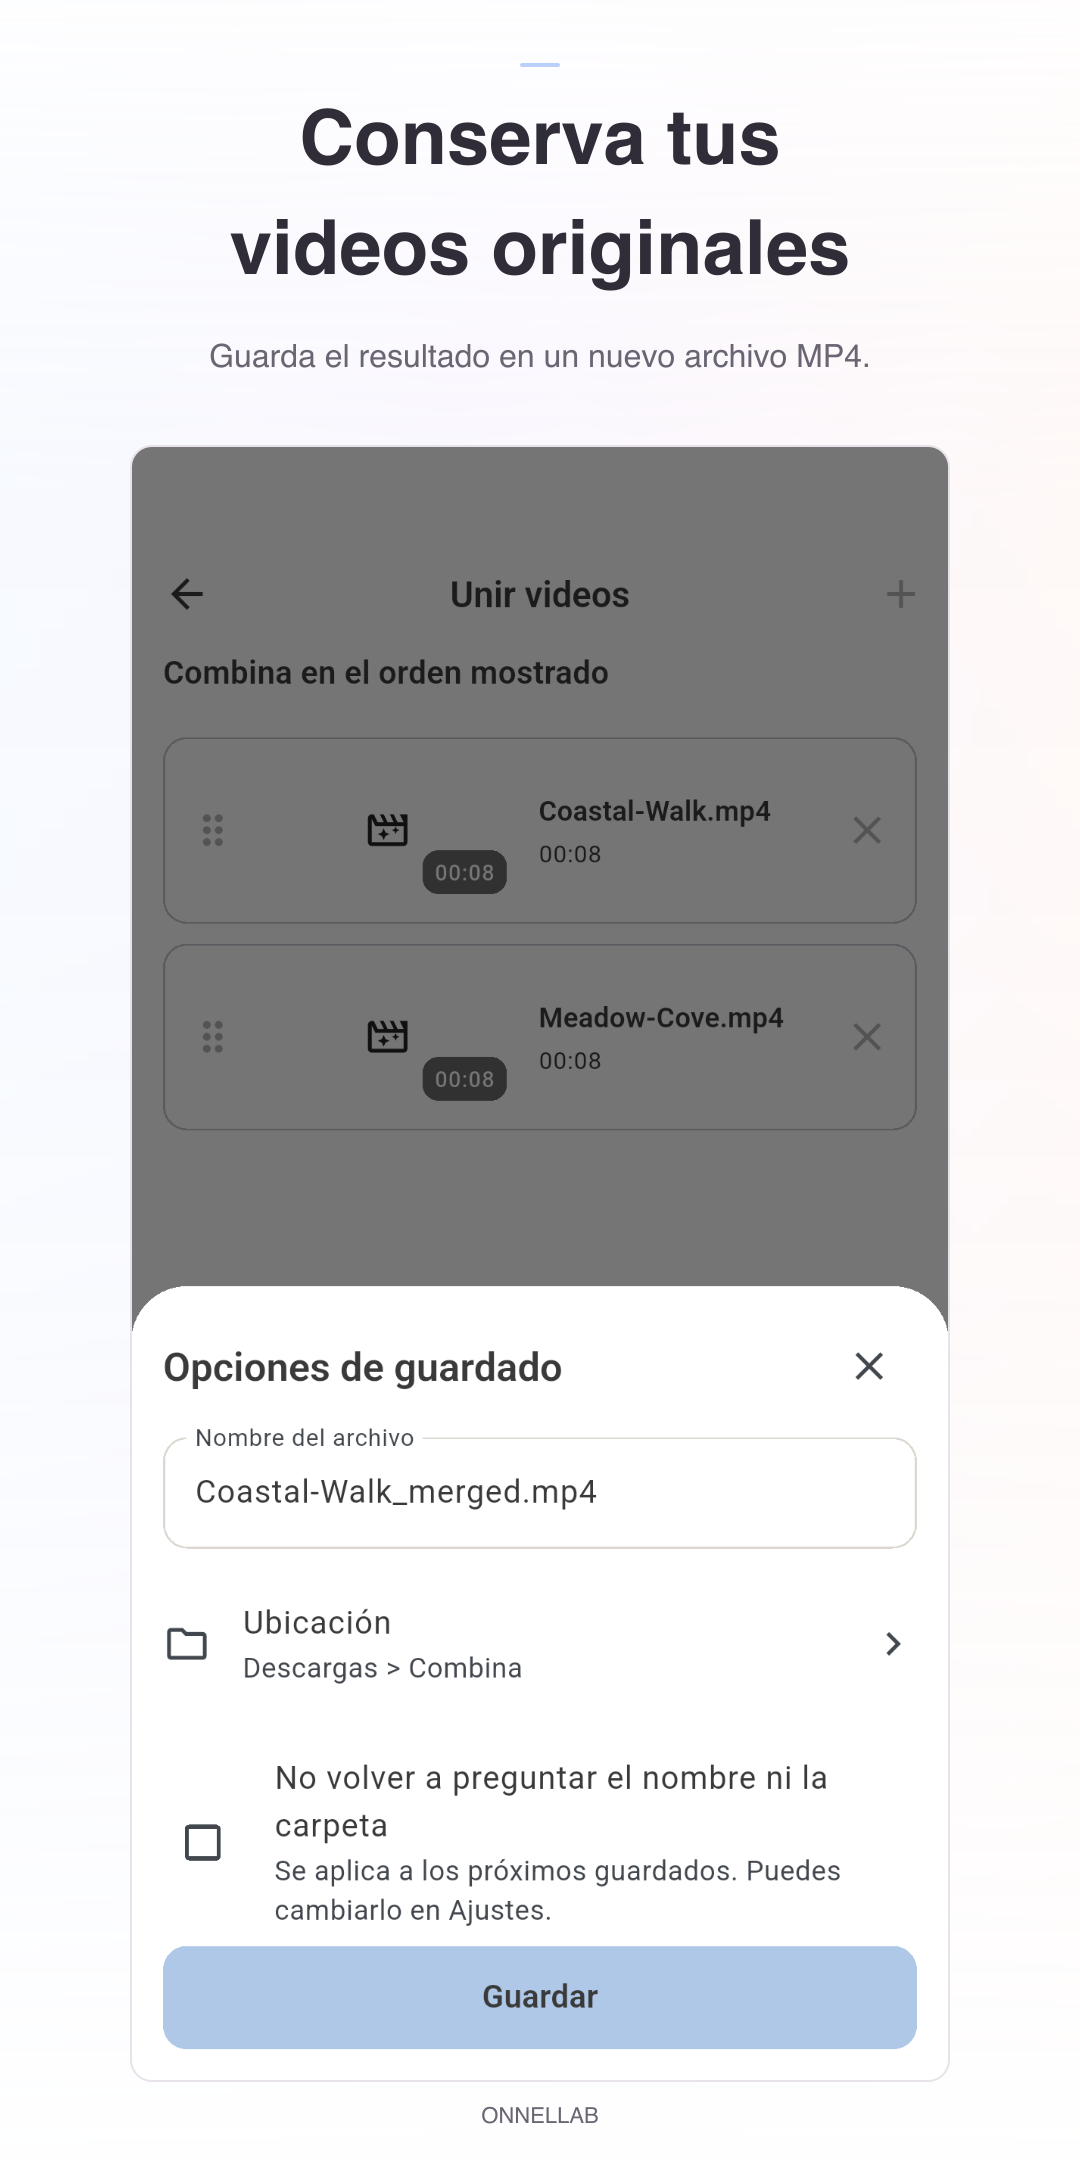 Conserva tus
videos originales
Guarda el resultado en un nuevo archivo MP4.
Unir videos
Combina en el orden mostrado
Coastal-Walk.mp4
00:08
00:08
Meadow-Cove.mp4
00:08
00:08
Opciones de guardado
Nombre del archivo
Coastal-Walk_merged.mp4
Ubicación
Descargas > Combina
No volver a preguntar el nombre ni la
carpeta
Se aplica a los próximos guardados. Puedes
cambiarlo en Ajustes.
Guardar
ONNELLAB